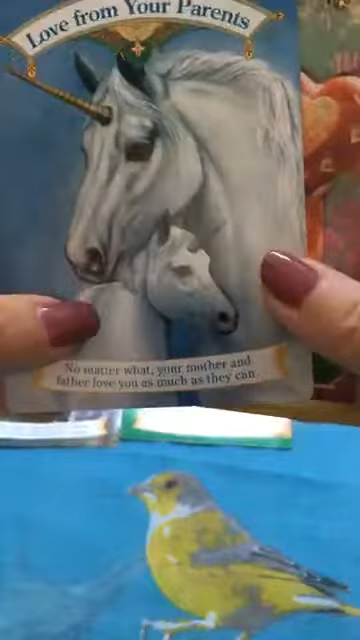 Love from Your Parents
No matter what, your mother and
father love you as much as they can.